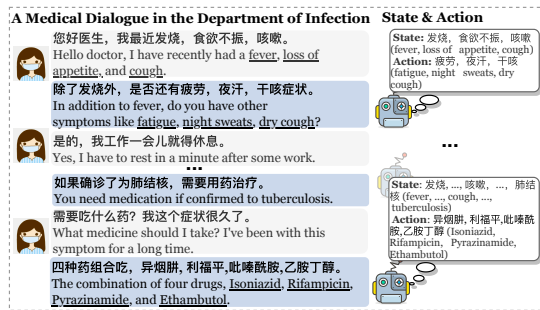 A Medical Dialogue in the Department of Infection
State & Action
您好医生，我最近发烧，食欲不振，咳嗽。
Hello doctor, I have recently had a fever, loss of
appetite, and cough.
除了发烧外，是否还有疲劳，夜汗，干咳症状。
In addition to fever, do you have other
symptoms like fatigue, night sweats, dry cough?
是的，我工作一会儿就得休息。
Yes, I have to rest in a minute after some work.
...
如果确诊了为肺结核，需要用药治疗。
You need medication if confirmed to tuberculosis.
需要吃什么药？我这个症状很久了。
What medicine should I take? I've been with this
symptom for a long time.
四种药组合吃，异烟肼, 利福平,吡嗪酰胺,乙胺丁醇。
The combination of four drugs, Isoniazid, Rifampicin,
Pyrazinamide, and Ethambutol.
State: 发烧，食欲不振，咳嗽
(fever, loss of appetite, cough)
Action: 疲劳，夜汗，干咳
(fatigue, night sweats, dry
cough)
...
State: 发烧, ..., 咳嗽, ..., 肺结
核 (fever, ..., cough, ...,
tuberculosis)
Action: 异烟肼, 利福平,吡嗪酰
胺,乙胺丁醇 (Isoniazid,
Rifampicin, Pyrazinamide,
Ethambutol)